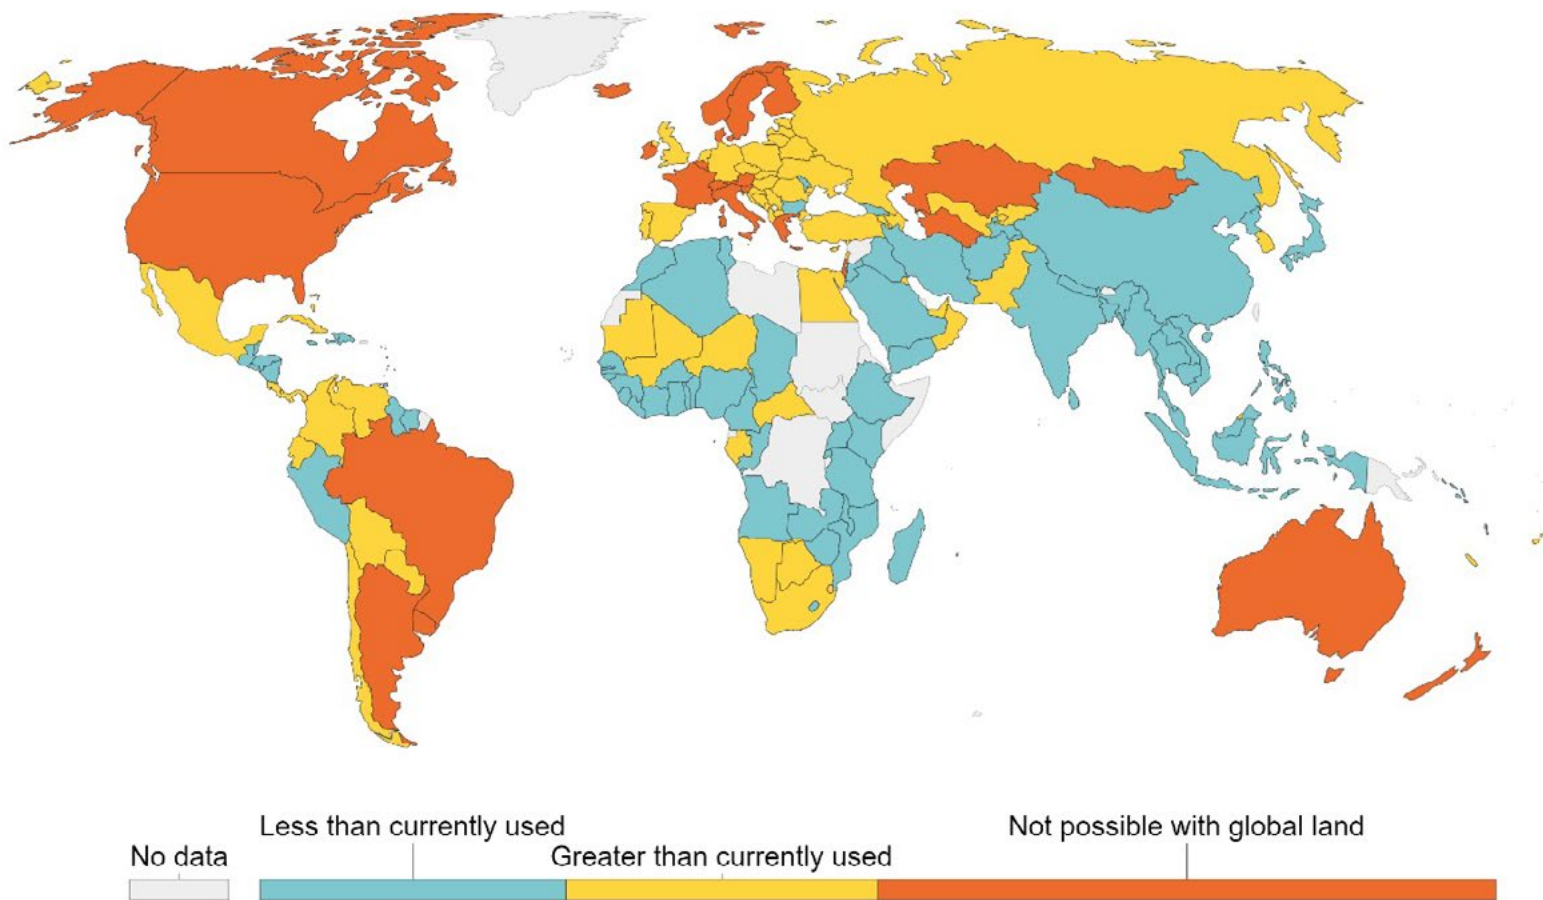 Less than currently used
Not possible with global land
No data
Greater than currently used